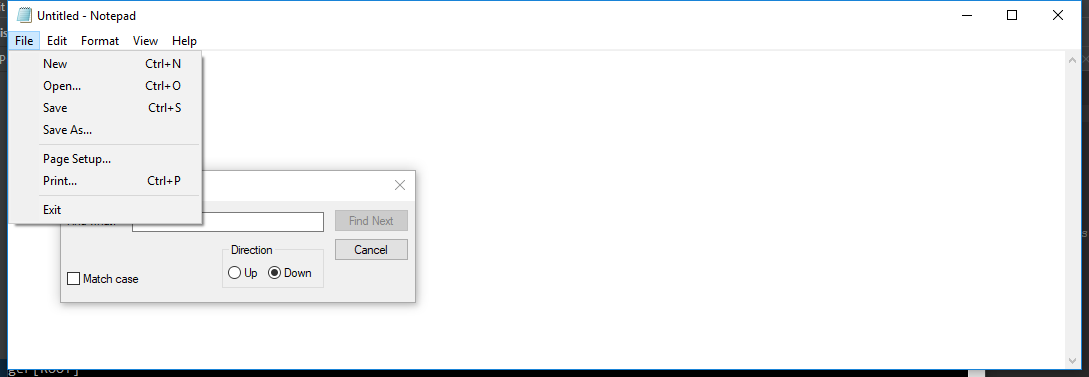 Untitled - Notepad
File Edit Format View Help
New Ctrl+N
Open... Ctrl+O
Save Ctrl+S
Save As...
Page Setup...
Print... Ctrl+P
Exit
Find Next
Cancel
Direction
Up Down
Match case